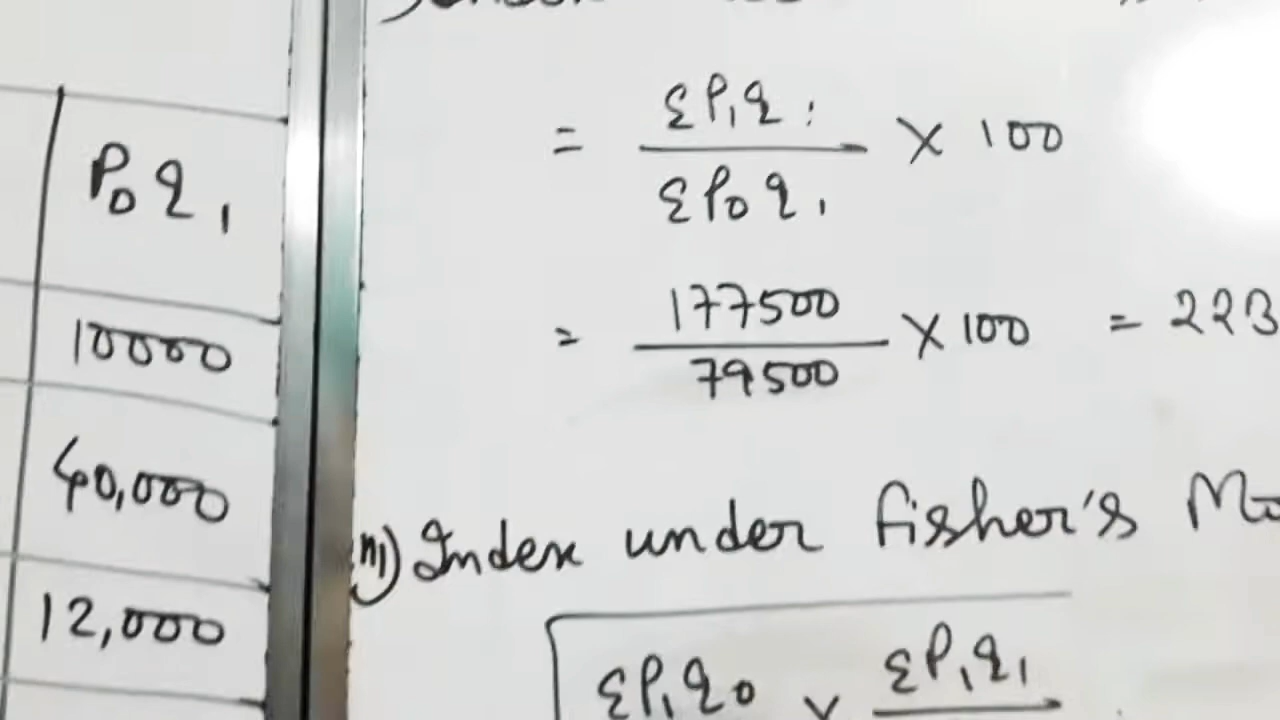 P₀q₁
10000
40,000
12,000
= ΣP₁q₁ / ΣP₀q₁ × 100
= 177500 / 79500 × 100 = 223
iii) Index under Fisher's
ΣP₁q₀ × ΣP₁q₁